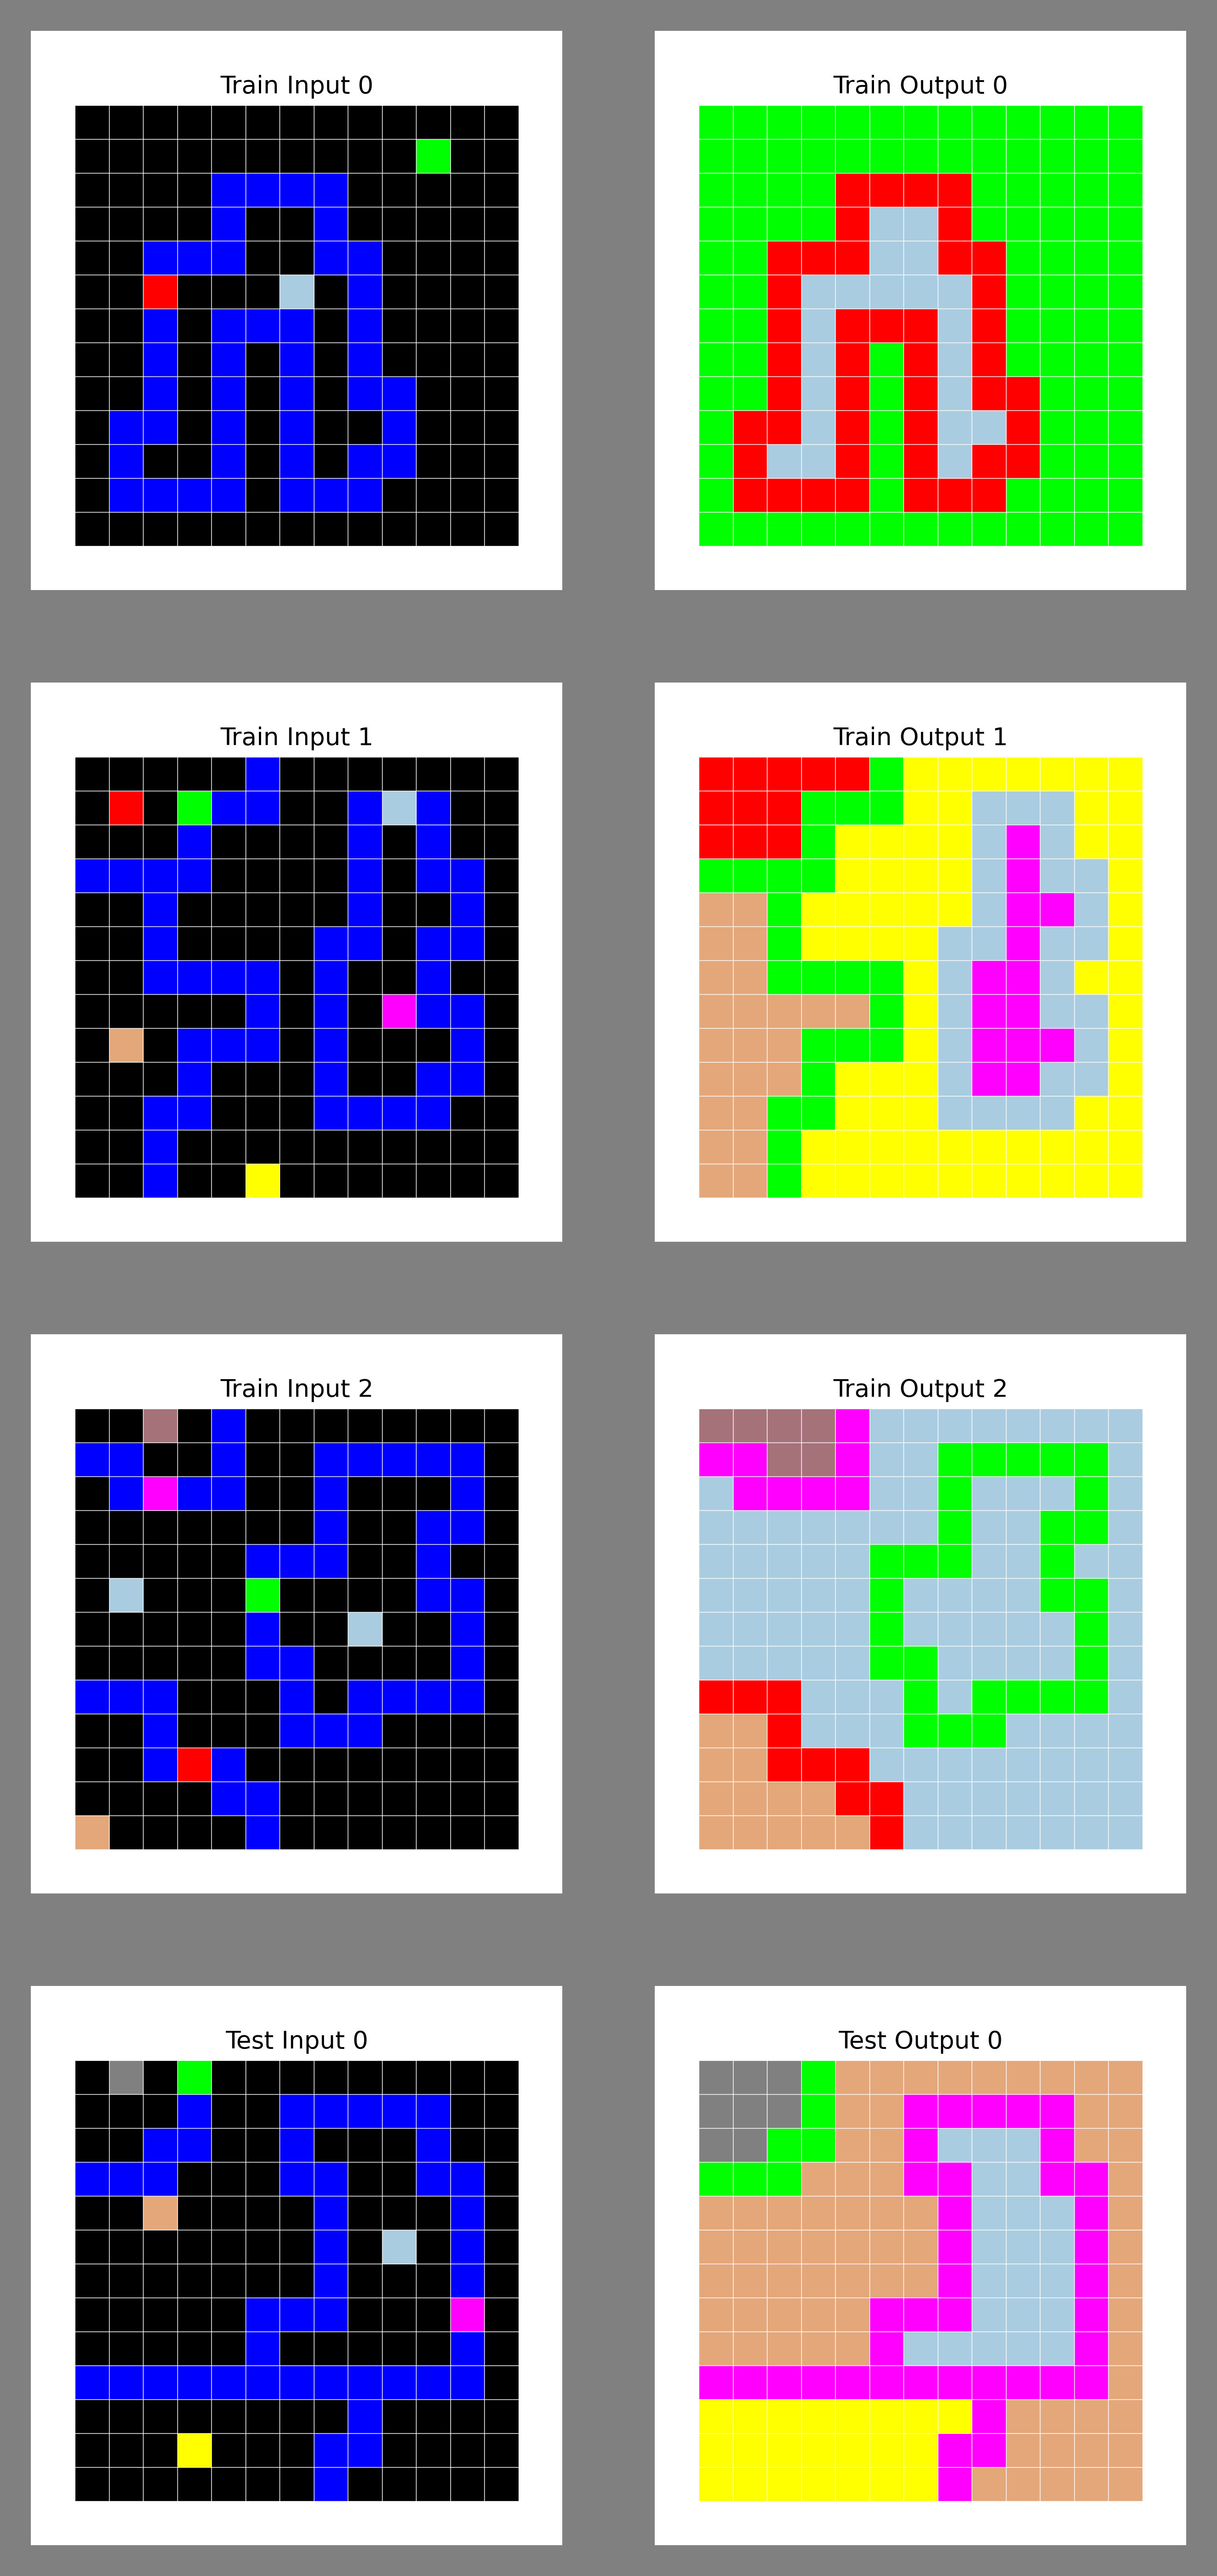 Train Input 0
Train Output 0
Train Input 1
Train Output 1
Train Input 2
Train Output 2
Test Input 0
Test Output 0